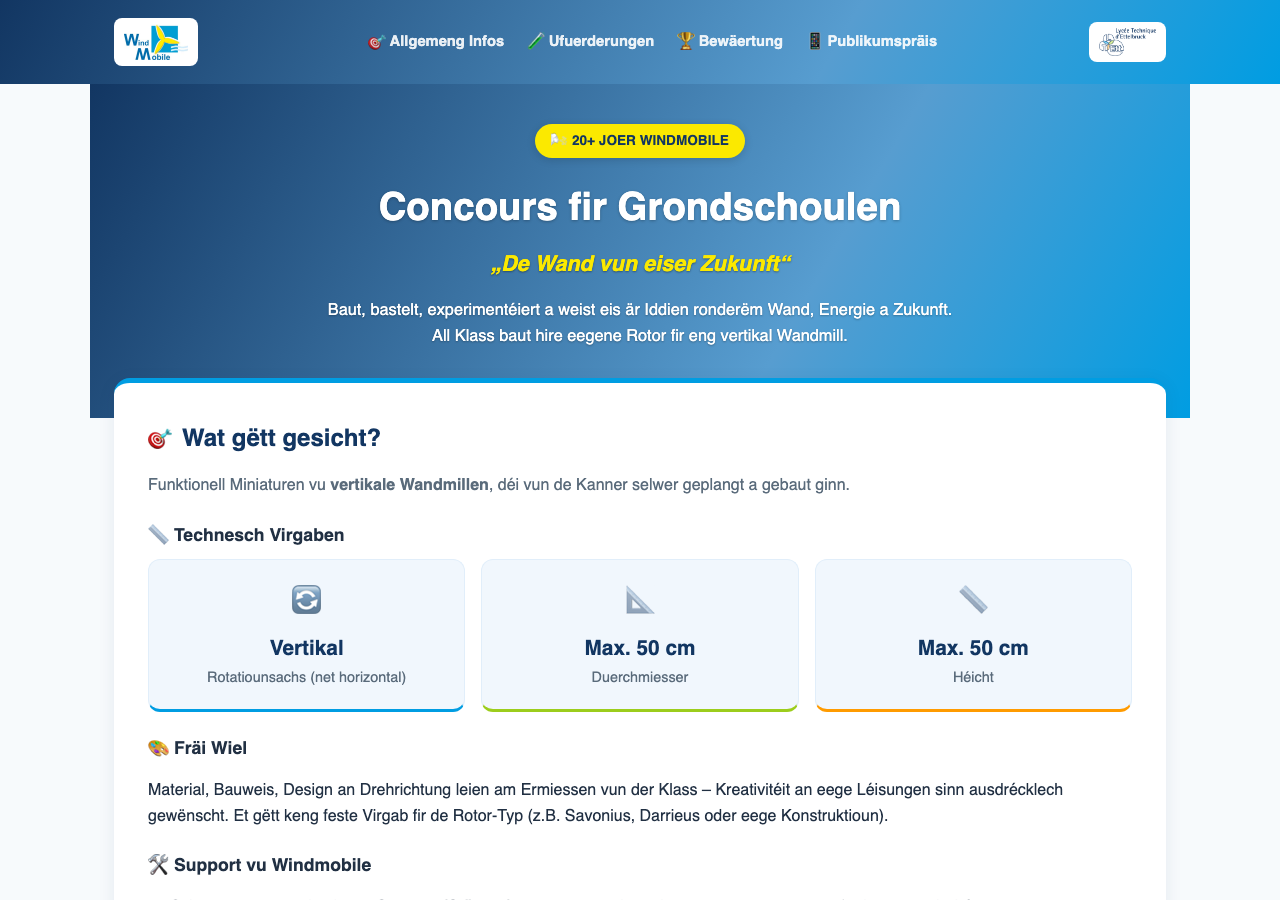 Wind
Mobile
🎯 Allgemeng Infos
🧪 Ufuerderungen
🏆 Bewäertung
📱 Publikumspräis
Lycée Technique
d'Ettelbruck
20+ JOER WINDMOBILE
Concours fir Grondschoulen
„De Wand vun eiser Zukunft“
Baut, bastelt, experimentéiert a weist eis är Iddien ronderëm Wand, Energie a Zukunft.
All Klass baut hire eegene Rotor fir eng vertikal Wandmill.
🎯 Wat gëtt gesicht?
Funktionell Miniaturen vu vertikale Wandmillen, déi vun de Kanner selwer geplangt a gebaut ginn.
📏 Technesch Virgaben
Vertikal
Rotatiounsachs (net horizontal)
Max. 50 cm
Duerchmiesser
Max. 50 cm
Héicht
🎨 Fräi Wiel
Material, Bauweis, Design an Drehrichtung leien am Ermiessen vun der Klass – Kreativitéit an eege Léisungen sinn ausdrécklech
gewënscht. Et gëtt keng feste Virgab fir de Rotor-Typ (z.B. Savonius, Darrieus oder eege Konstruktioun).
🛠️ Support vu Windmobile